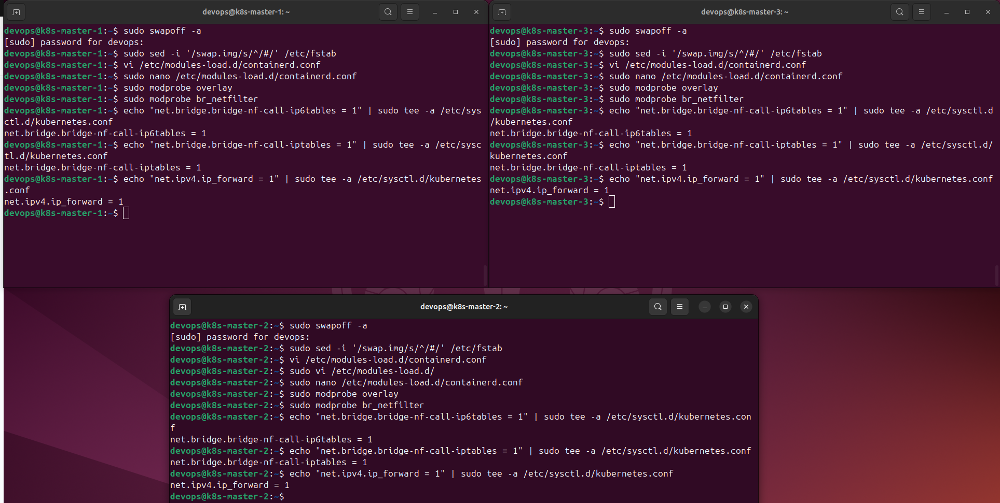 devops@k8s-master-1: ~
devops@k8s-master-1:~$ sudo swapoff -a
[sudo] password for devops:
devops@k8s-master-1:~$ sudo sed -i '/swap.img/s/^/#/' /etc/fstab
devops@k8s-master-1:~$ vi /etc/modules-load.d/containerd.conf
devops@k8s-master-1:~$ sudo nano /etc/modules-load.d/containerd.conf
devops@k8s-master-1:~$ sudo modprobe overlay
devops@k8s-master-1:~$ sudo modprobe br_netfilter
devops@k8s-master-1:~$ echo "net.bridge.bridge-nf-call-ip6tables = 1" | sudo tee -a /etc/sys
ctl.d/kubernetes.conf
net.bridge.bridge-nf-call-ip6tables = 1
devops@k8s-master-1:~$ echo "net.bridge.bridge-nf-call-iptables = 1" | sudo tee -a /etc/sysc
tl.d/kubernetes.conf
net.bridge.bridge-nf-call-iptables = 1
devops@k8s-master-1:~$ echo "net.ipv4.ip_forward = 1" | sudo tee -a /etc/sysctl.d/kubernetes
.conf
net.ipv4.ip_forward = 1
devops@k8s-master-1:~$
devops@k8s-master-3: ~
devops@k8s-master-3:~$ sudo swapoff -a
[sudo] password for devops:
devops@k8s-master-3:~$ sudo sed -i '/swap.img/s/^/#/' /etc/fstab
devops@k8s-master-3:~$ vi /etc/modules-load.d/containerd.conf
devops@k8s-master-3:~$ sudo nano /etc/modules-load.d/containerd.conf
devops@k8s-master-3:~$ sudo modprobe overlay
devops@k8s-master-3:~$ sudo modprobe br_netfilter
devops@k8s-master-3:~$ echo "net.bridge.bridge-nf-call-ip6tables = 1" | sudo tee -a /etc/sysctl.d
/kubernetes.conf
net.bridge.bridge-nf-call-ip6tables = 1
devops@k8s-master-3:~$ echo "net.bridge.bridge-nf-call-iptables = 1" | sudo tee -a /etc/sysctl.d/
kubernetes.conf
net.bridge.bridge-nf-call-iptables = 1
devops@k8s-master-3:~$ echo "net.ipv4.ip_forward = 1" | sudo tee -a /etc/sysctl.d/kubernetes.conf
net.ipv4.ip_forward = 1
devops@k8s-master-3:~$
devops@k8s-master-2: ~
devops@k8s-master-2:~$ sudo swapoff -a
[sudo] password for devops:
devops@k8s-master-2:~$ sudo sed -i '/swap.img/s/^/#/' /etc/fstab
devops@k8s-master-2:~$ vi /etc/modules-load.d/containerd.conf
devops@k8s-master-2:~$ sudo vi /etc/modules-load.d/
devops@k8s-master-2:~$ sudo nano /etc/modules-load.d/containerd.conf
devops@k8s-master-2:~$ sudo modprobe overlay
devops@k8s-master-2:~$ sudo modprobe br_netfilter
devops@k8s-master-2:~$ echo "net.bridge.bridge-nf-call-ip6tables = 1" | sudo tee -a /etc/sysctl.d/kubernetes.con
f
net.bridge.bridge-nf-call-ip6tables = 1
devops@k8s-master-2:~$ echo "net.bridge.bridge-nf-call-iptables = 1" | sudo tee -a /etc/sysctl.d/kubernetes.conf
net.bridge.bridge-nf-call-iptables = 1
devops@k8s-master-2:~$ echo "net.ipv4.ip_forward = 1" | sudo tee -a /etc/sysctl.d/kubernetes.conf
net.ipv4.ip_forward = 1
devops@k8s-master-2:~$